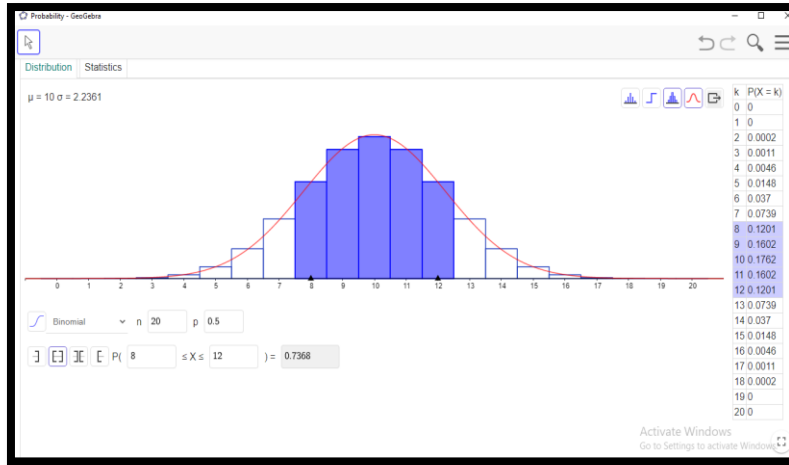 Probability - GeoGebra
Distribution Statistics
μ = 10 σ = 2.2361
k P(X = k)
0 0
1 0
2 0.0002
3 0.0011
4 0.0046
5 0.0148
6 0.037
7 0.0739
8 0.1201
9 0.1602
10 0.1762
11 0.1602
12 0.1201
13 0.0739
14 0.037
15 0.0148
16 0.0046
17 0.0011
18 0.0002
19 0
20 0
0 1 2 3 4 5 6 7 8 9 10 11 12 13 14 15 16 17 18 19 20
Binomial n 20 p 0.5
P( 8 ≤ X ≤ 12 ) = 0.7368
Activate Windows
Go to Settings to activate Windows